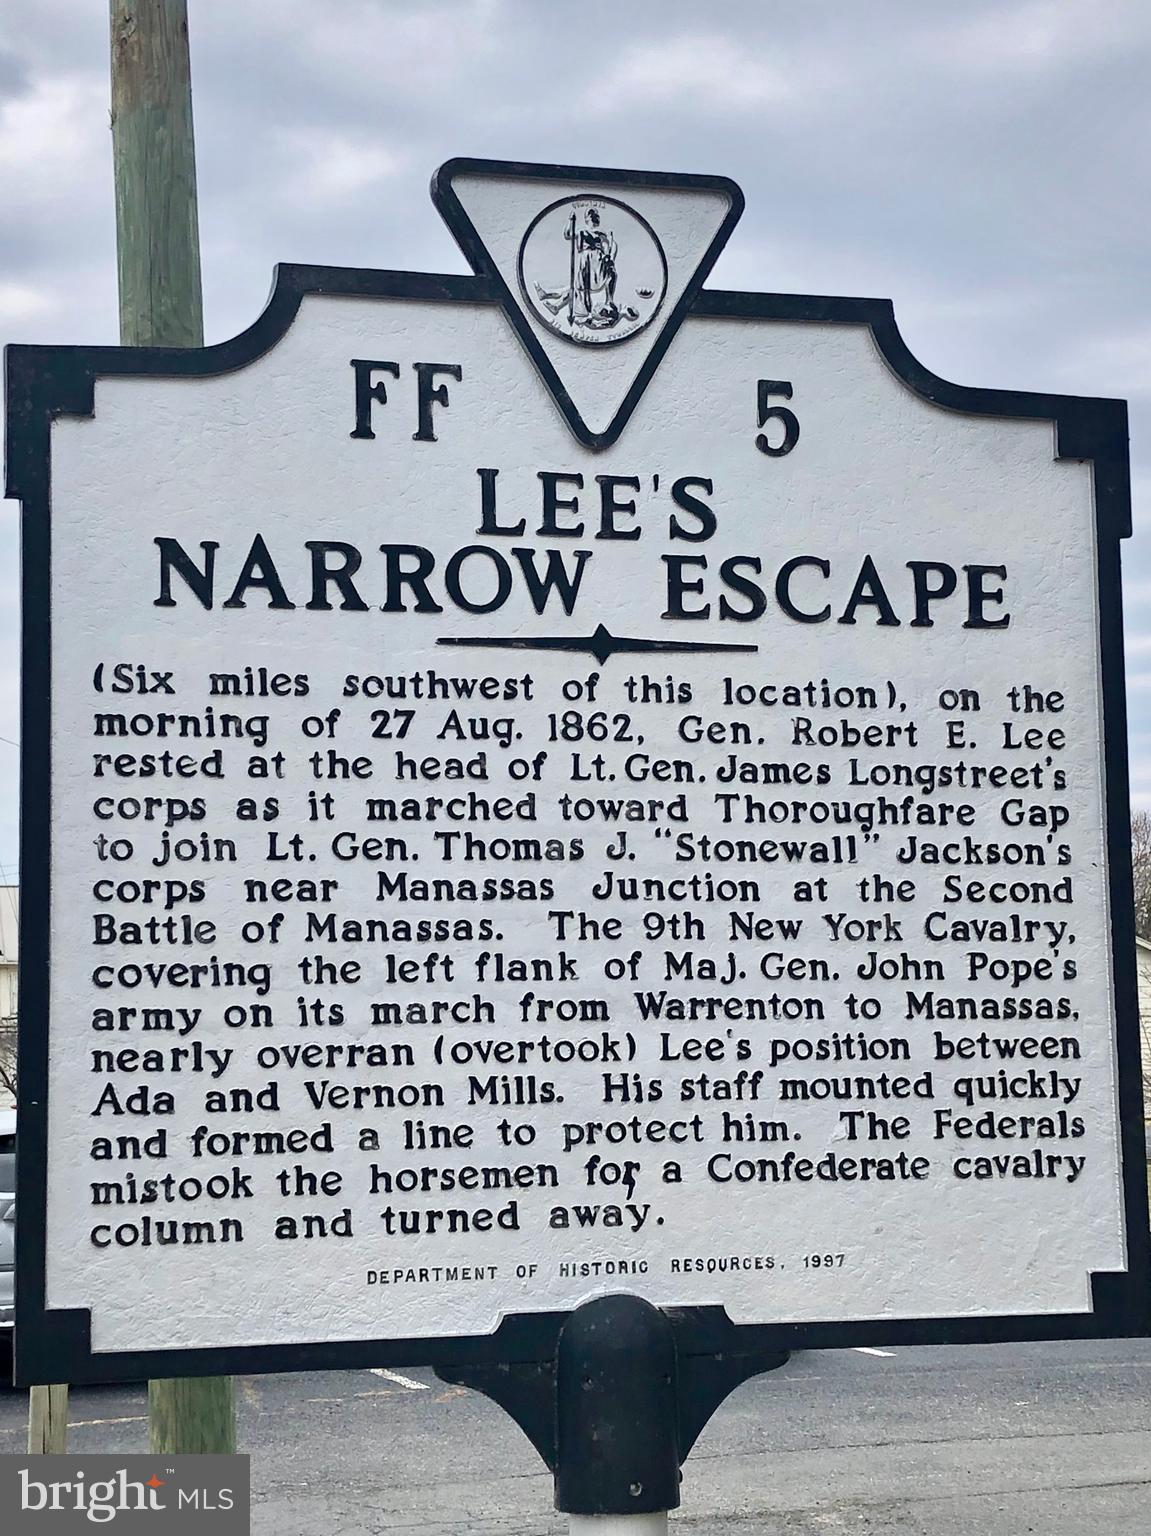 FF 5
LEE'S
NARROW ESCAPE
(Six miles southwest of this location), on the
morning of 27 Aug. 1862, Gen. Robert E. Lee
rested at the head of Lt. Gen. James Longstreet's
corps as it marched toward Thoroughfare Gap
to join Lt. Gen. Thomas J. "Stonewall" Jackson's
corps near Manassas Junction at the Second
Battle of Manassas. The 9th New York Cavalry,
covering the left flank of Maj. Gen. John Pope's
army on its march from Warrenton to Manassas,
nearly overran (overtook) Lee's position between
Ada and Vernon Mills. His staff mounted quickly
and formed a line to protect him. The Federals
mistook the horsemen for a Confederate cavalry
column and turned away.
DEPARTMENT OF HISTORIC RESOURCES, 1997
bright™ MLS